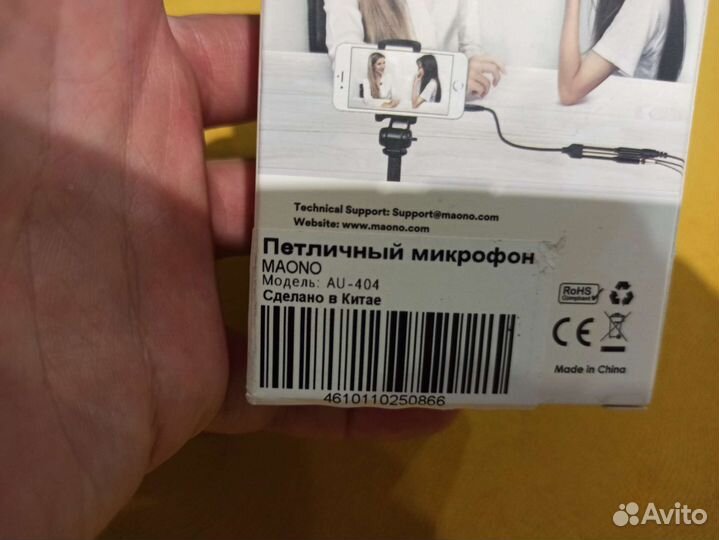 Technical Support: Support@maono.com
Website: www.maono.com
Петличный микрофон
MAONO
Модель: AU-404
Сделано в Китае
4610110250866
RoHS
Compliant
CE
Made in China
Avito